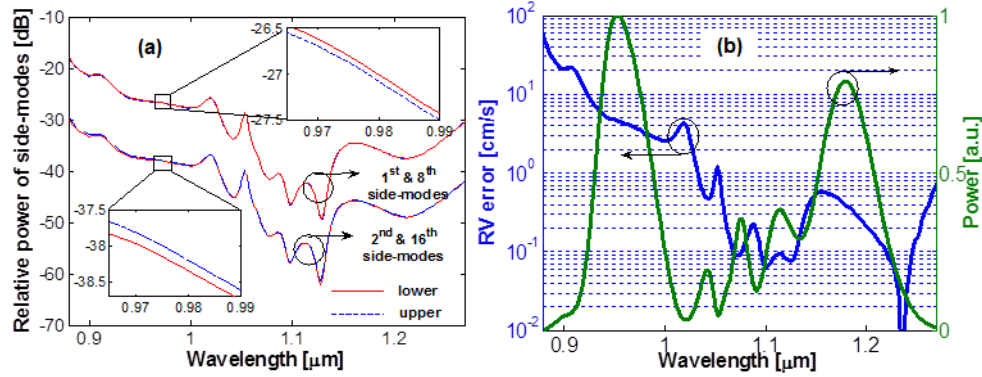 -10
-20
-30
-40
-50
-60
-70
Relative power of side-modes [dB]
(a)
-26.5
-27
-27.5
0.97 0.98 0.99
1st & 8th
side-modes
2nd & 16th
side-modes
-37.5
-38
-38.5
0.97 0.98 0.99
lower
upper
0.9 1 1.1 1.2
Wavelength [μm]
10^2
10^1
10^0
10^-1
10^-2
RV error [cm/s]
(b)
1
0.5
0
Power [a.u.]
0.9 1 1.1 1.2
Wavelength [μm]